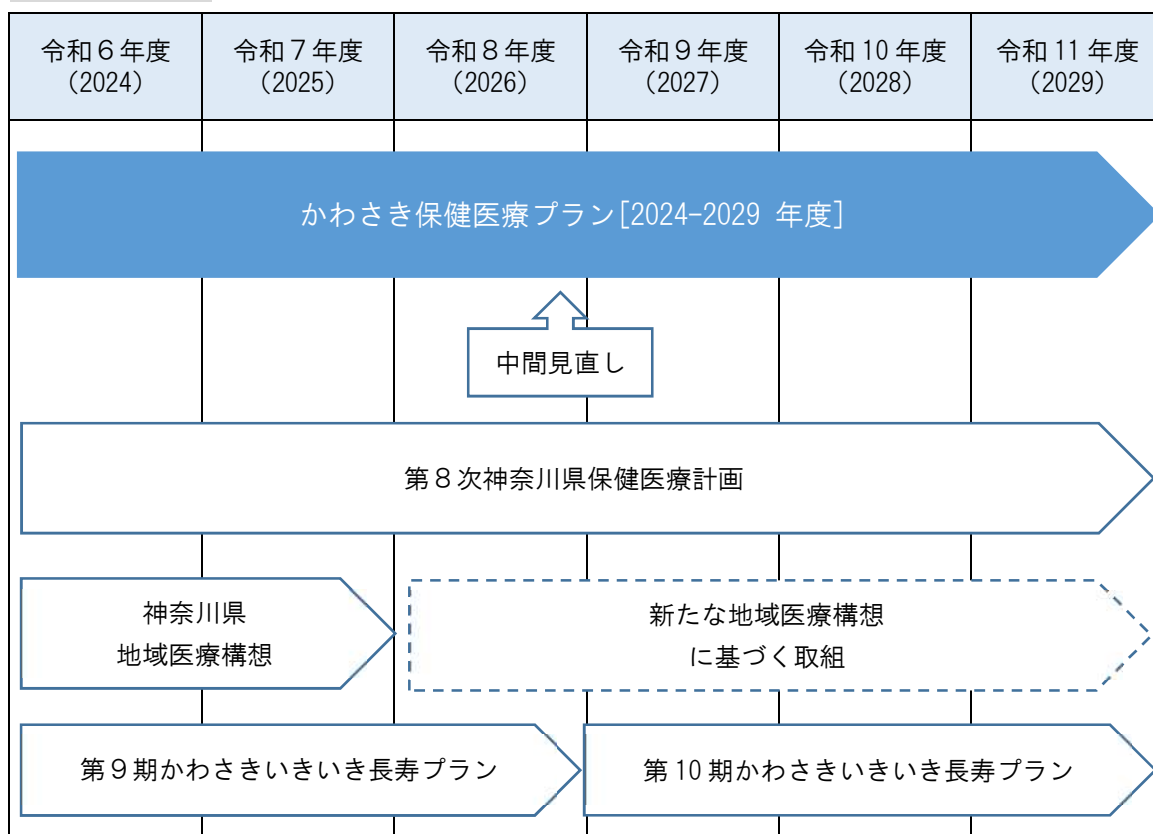 令和６年度
(2024)
令和７年度
(2025)
令和８年度
(2026)
令和９年度
(2027)
令和 10 年度
(2028)
令和 11 年度
(2029)
かわさき保健医療プラン[2024-2029 年度]
中間見直し
第８次神奈川県保健医療計画
神奈川県
地域医療構想
新たな地域医療構想
に基づく取組
第９期かわさきいきいき長寿プラン
第 10 期かわさきいきいき長寿プラン